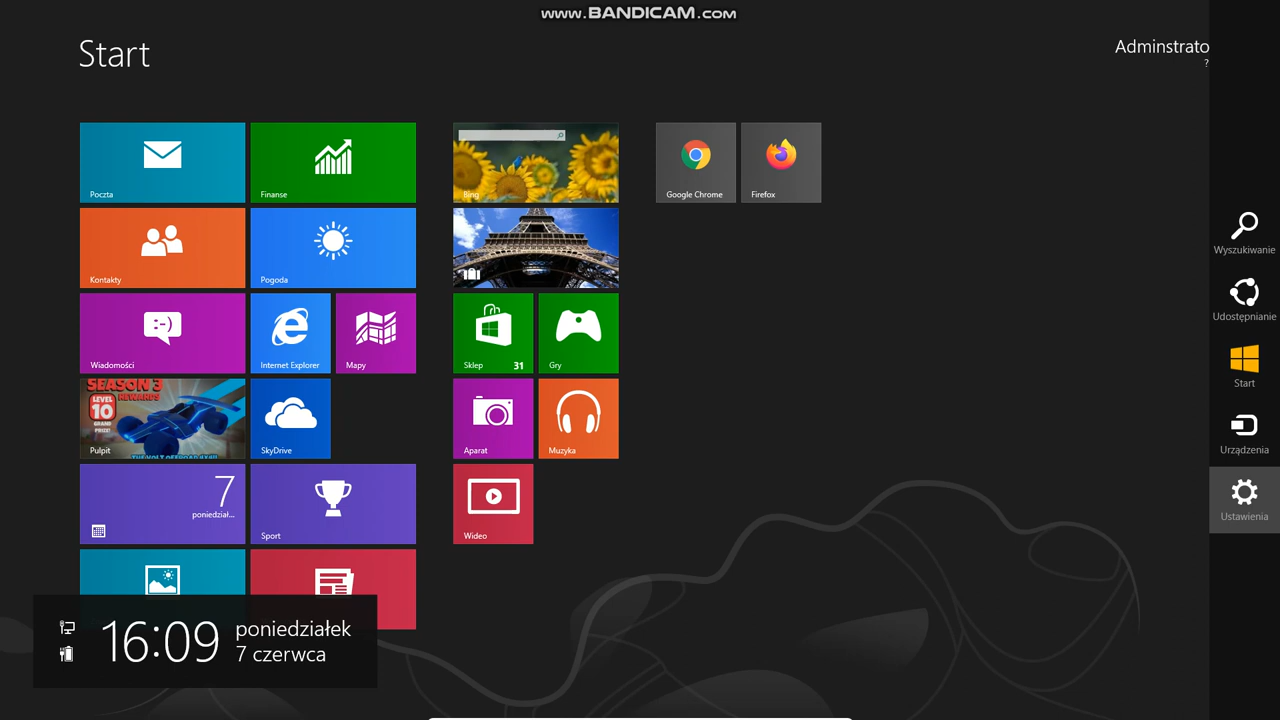 www.BANDICAM.com
Start
Adminstrato
?
Poczta
Finanse
Bing
Google Chrome
Firefox
Kontakty
Pogoda
Wiadomości
Internet Explorer
Mapy
Sklep
31
Gry
SEASON 3
REWARDS
LEVEL
10
GRAND
PRIZE!
Pulpit
SkyDrive
Aparat
Muzyka
7
poniedział...
Sport
Wideo
Wyszukiwanie
Udostępnianie
Start
Urządzenia
Ustawienia
16:09
poniedziałek
7 czerwca